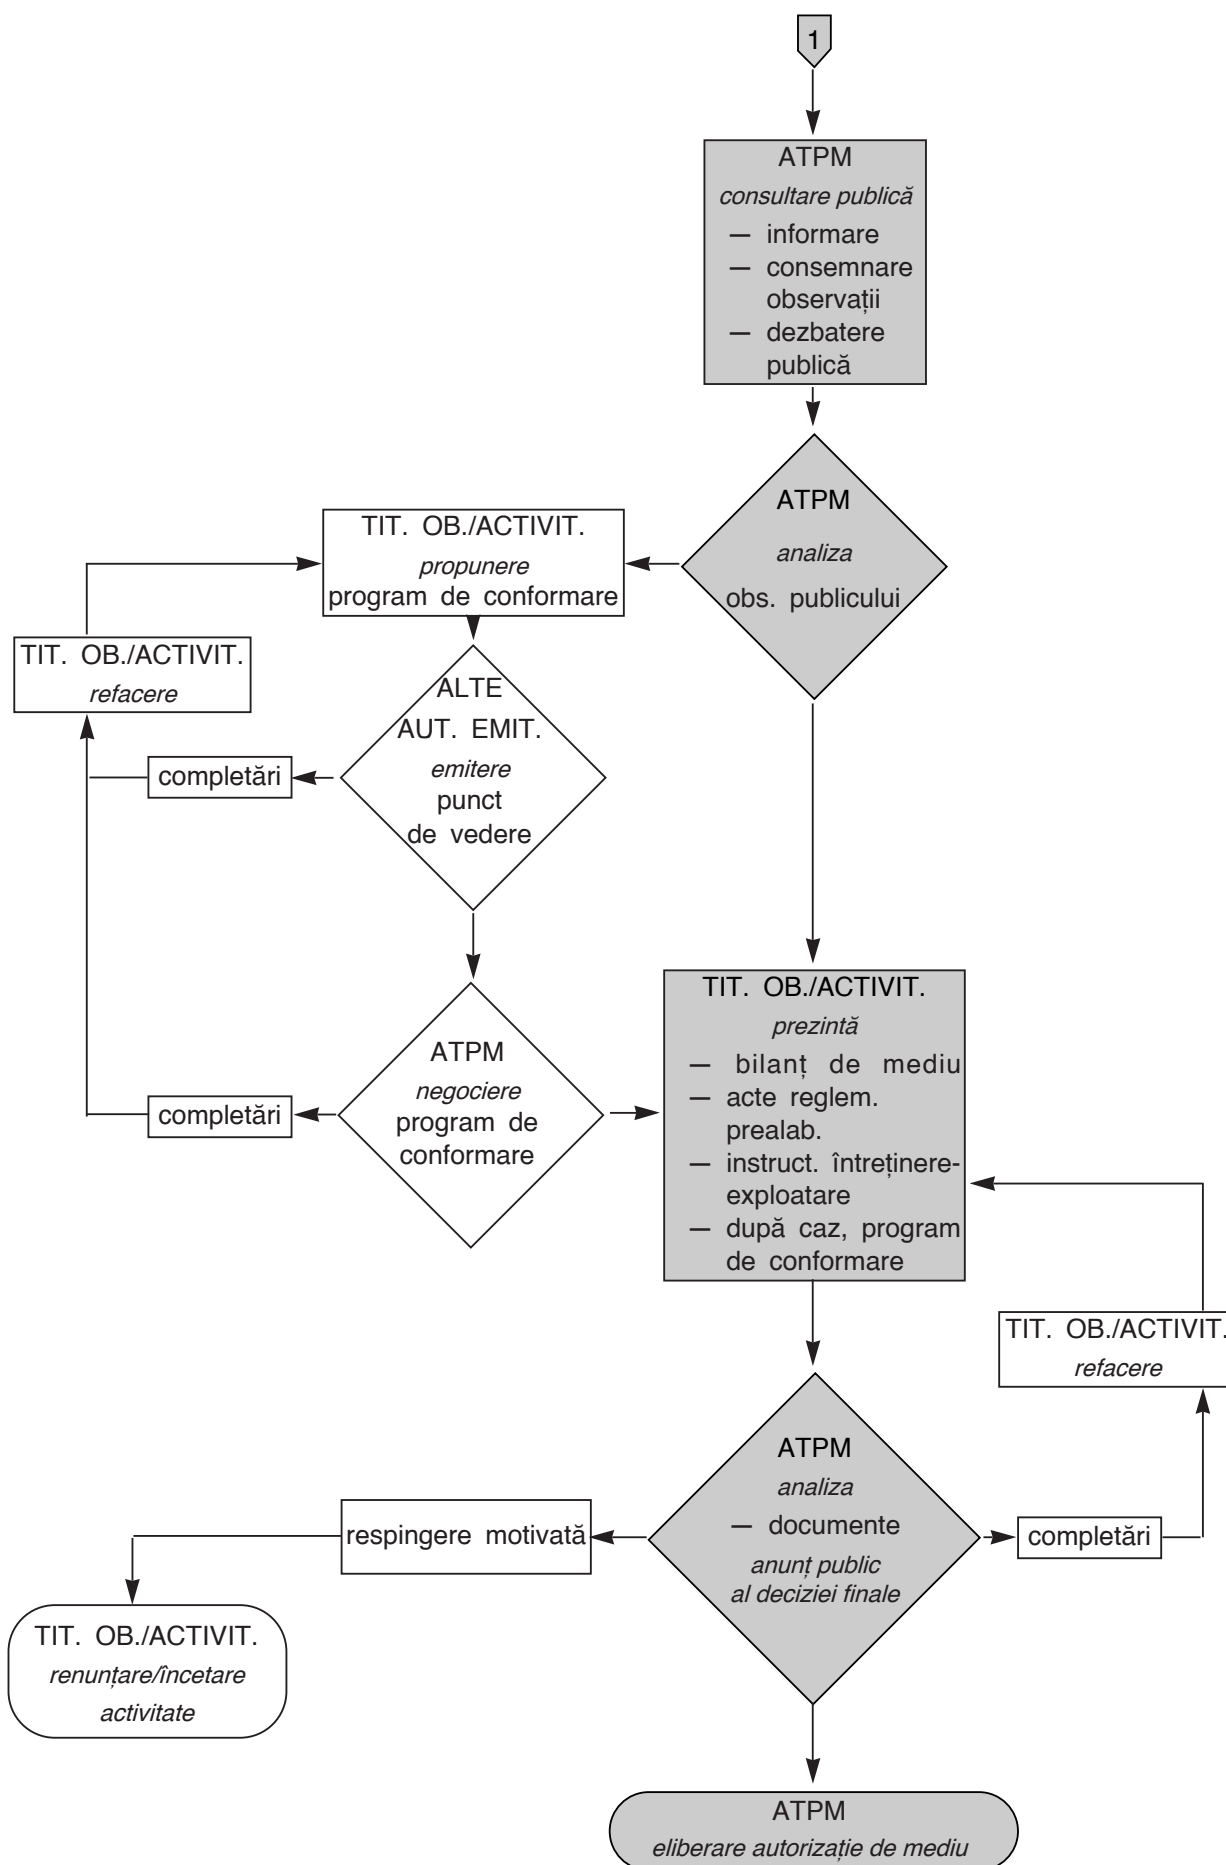 1
ATPM
consultare publică
— informare
— consemnare
observații
— dezbatere
publică
ATPM
analiza
obs. publicului
TIT. OB./ACTIVIT.
propunere
program de conformare
TIT. OB./ACTIVIT.
refacere
ALTE
AUT. EMIT.
emitere
punct
de vedere
completări
ATPM
negociere
program de
conformare
completări
TIT. OB./ACTIVIT.
prezintă
— bilanț de mediu
— acte reglem.
prealab.
— instruct. întreținere-
exploatare
— după caz, program
de conformare
TIT. OB./ACTIVIT.
refacere
ATPM
analiza
— documente
anunț public
al deciziei finale
completări
respingere motivată
TIT. OB./ACTIVIT.
renunțare/încetare
activitate
ATPM
eliberare autorizație de mediu